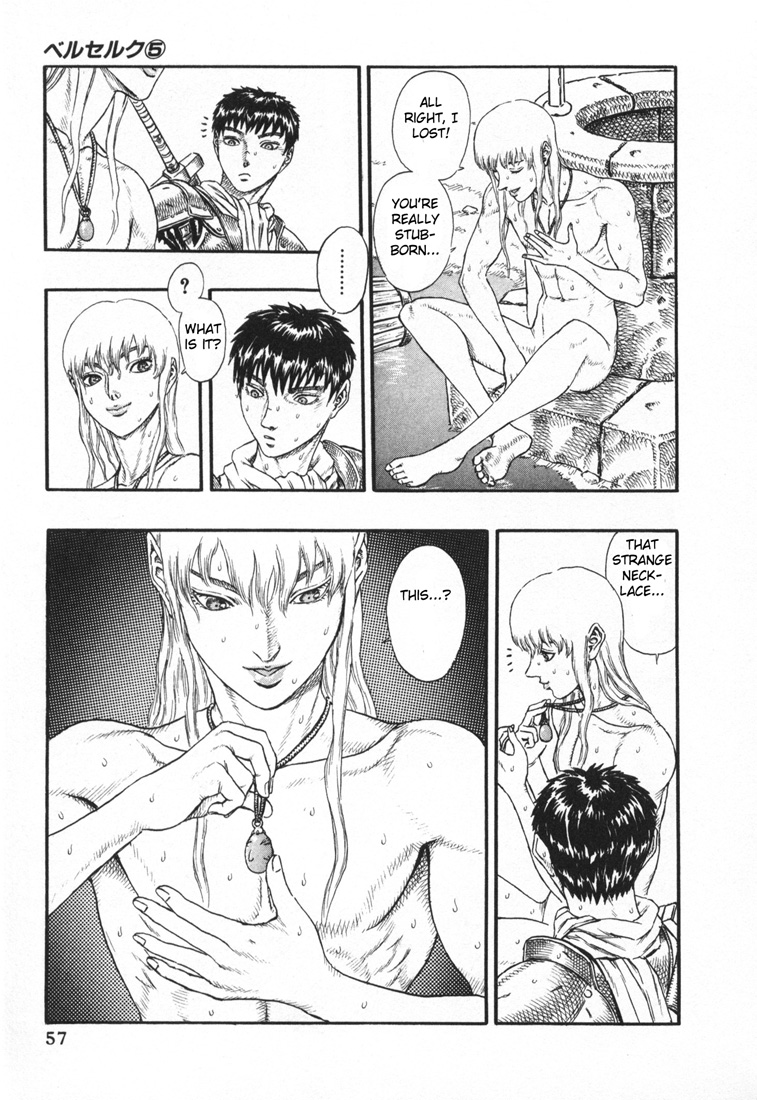 ベルセルク⑤
ALL
RIGHT, I
LOST!
YOU'RE
REALLY
STUB-
BORN...
.........
?
WHAT
IS IT?
THAT
STRANGE
NECK-
LACE...
THIS...?
57